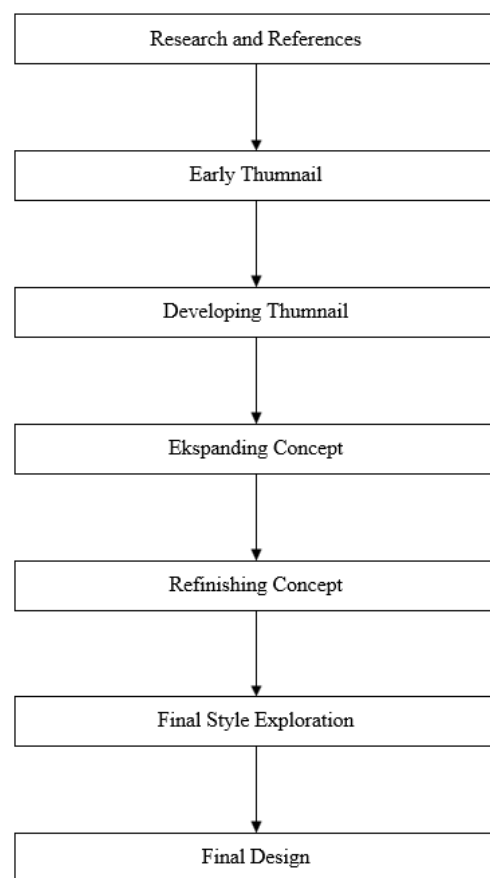 Research and References
Early Thumnail
Developing Thumnail
Ekspanding Concept
Refinishing Concept
Final Style Exploration
Final Design